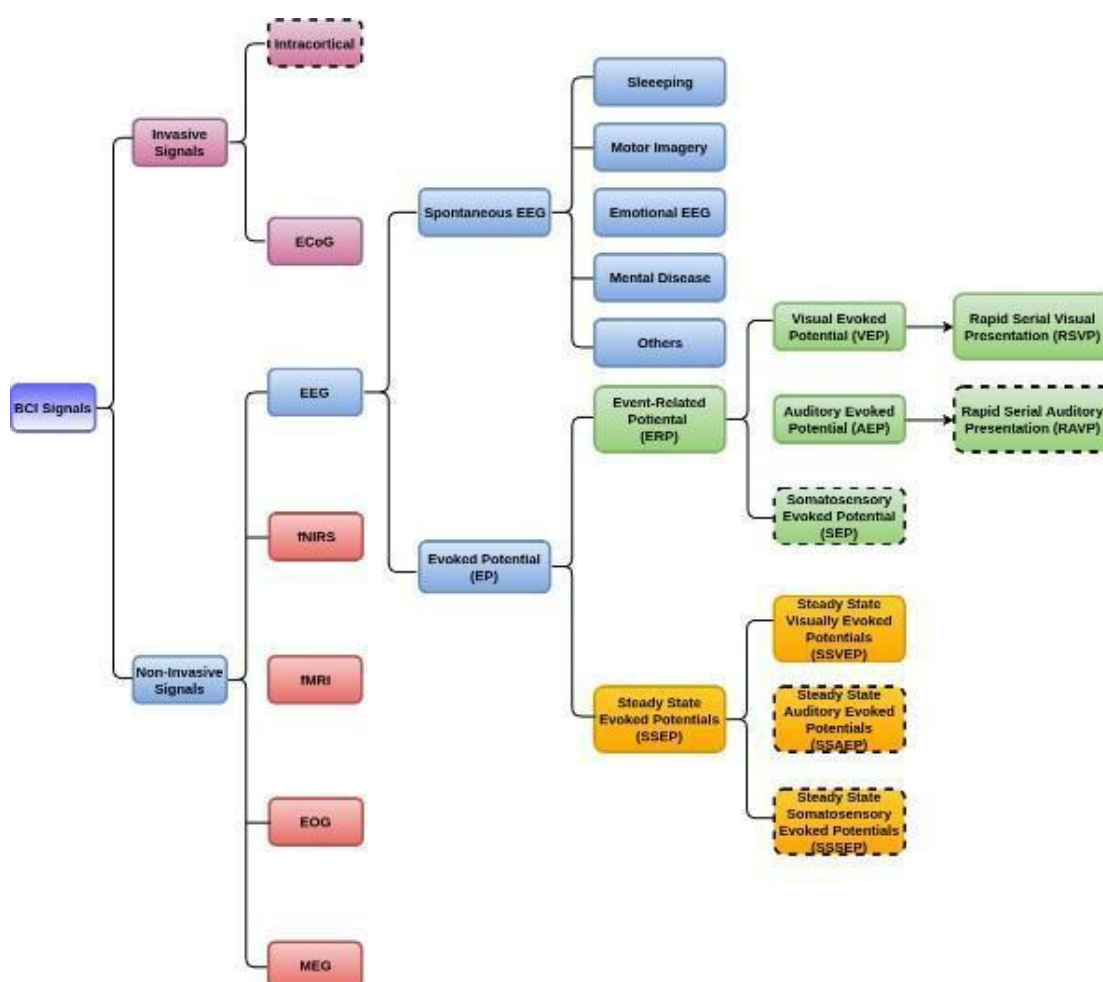 Intracortical
Invasive
Signals
ECoG
BCI Signals
Non-Invasive
Signals
EEG
fNIRS
fMRI
EOG
MEG
Spontaneous EEG
Evoked Potential
(EP)
Sleeeping
Motor Imagery
Emotional EEG
Mental Disease
Others
Event-Related
Potiental
(ERP)
Steady State
Evoked Potentials
(SSEP)
Visual Evoked
Potential (VEP)
Auditory Evoked
Potential (AEP)
Somatosensory
Evoked Potential
(SEP)
Steady State
Visually Evoked
Potentials
(SSVEP)
Steady State
Auditory Evoked
Potentials
(SSAEP)
Steady State
Somatosensory
Evoked Potentials
(SSSEP)
Rapid Serial Visual
Presentation (RSVP)
Rapid Serial Auditory
Presentation (RAVP)